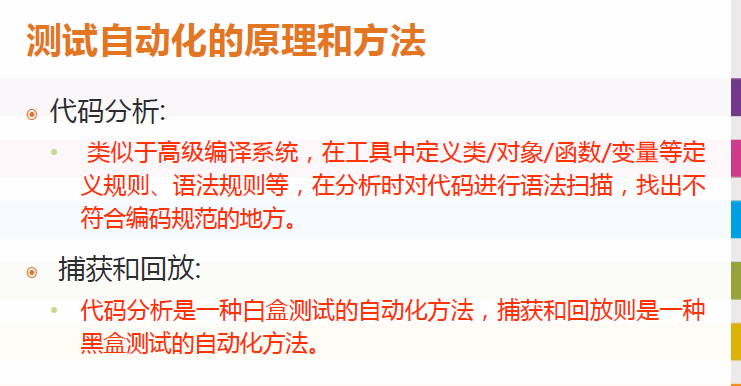 测试自动化的原理和方法
代码分析:
类似于高级编译系统，在工具中定义类/对象/函数/变量等定
义规则、语法规则等，在分析时对代码进行语法扫描，找出不
符合编码规范的地方。
捕获和回放:
代码分析是一种白盒测试的自动化方法，捕获和回放则是一种
黑盒测试的自动化方法。